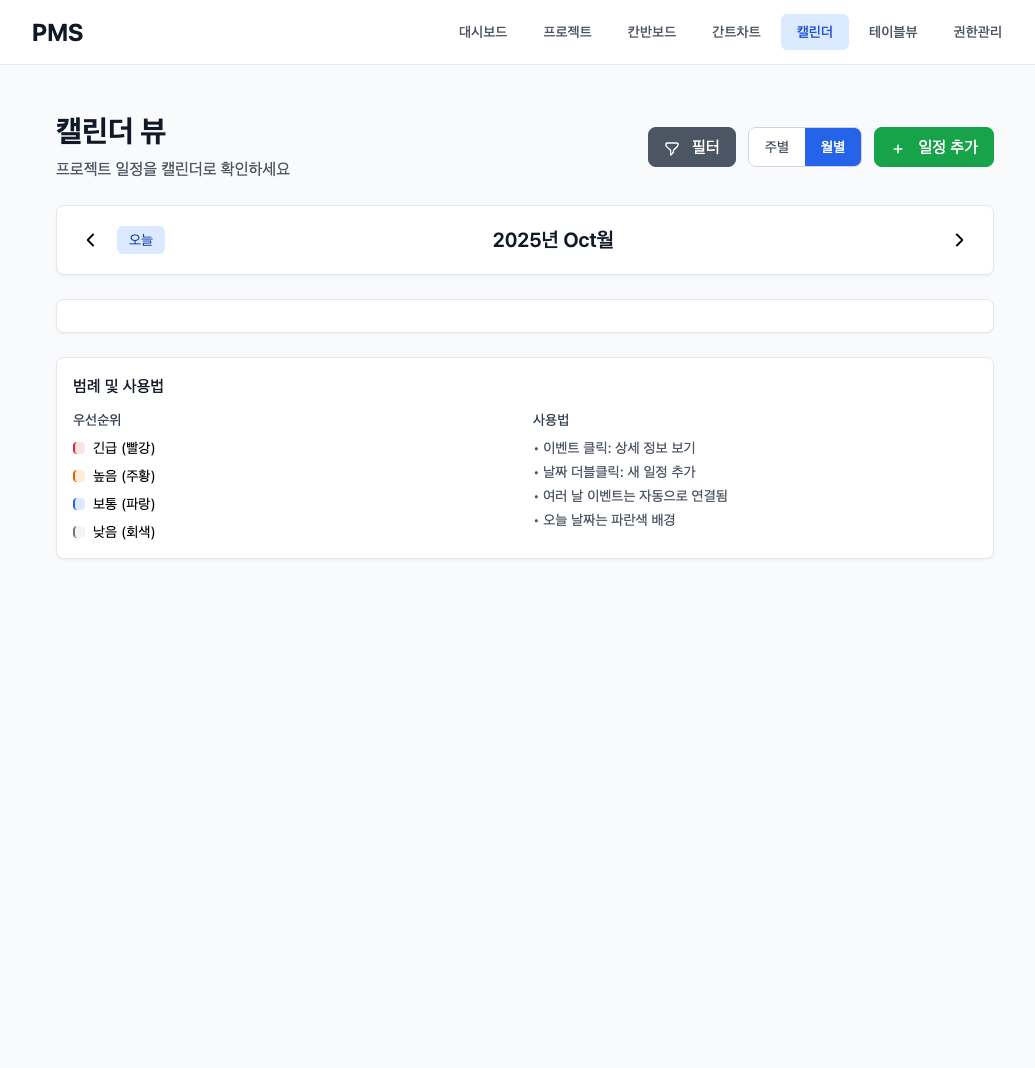 PMS
대시보드 프로젝트 칸반보드 간트차트 캘린더 테이블뷰 권한관리
캘린더 뷰
프로젝트 일정을 캘린더로 확인하세요
필터 주별 월별 + 일정 추가
오늘 2025년 Oct월
범례 및 사용법
우선순위
긴급 (빨강)
높음 (주황)
보통 (파랑)
낮음 (회색)
사용법
• 이벤트 클릭: 상세 정보 보기
• 날짜 더블클릭: 새 일정 추가
• 여러 날 이벤트는 자동으로 연결됨
• 오늘 날짜는 파란색 배경